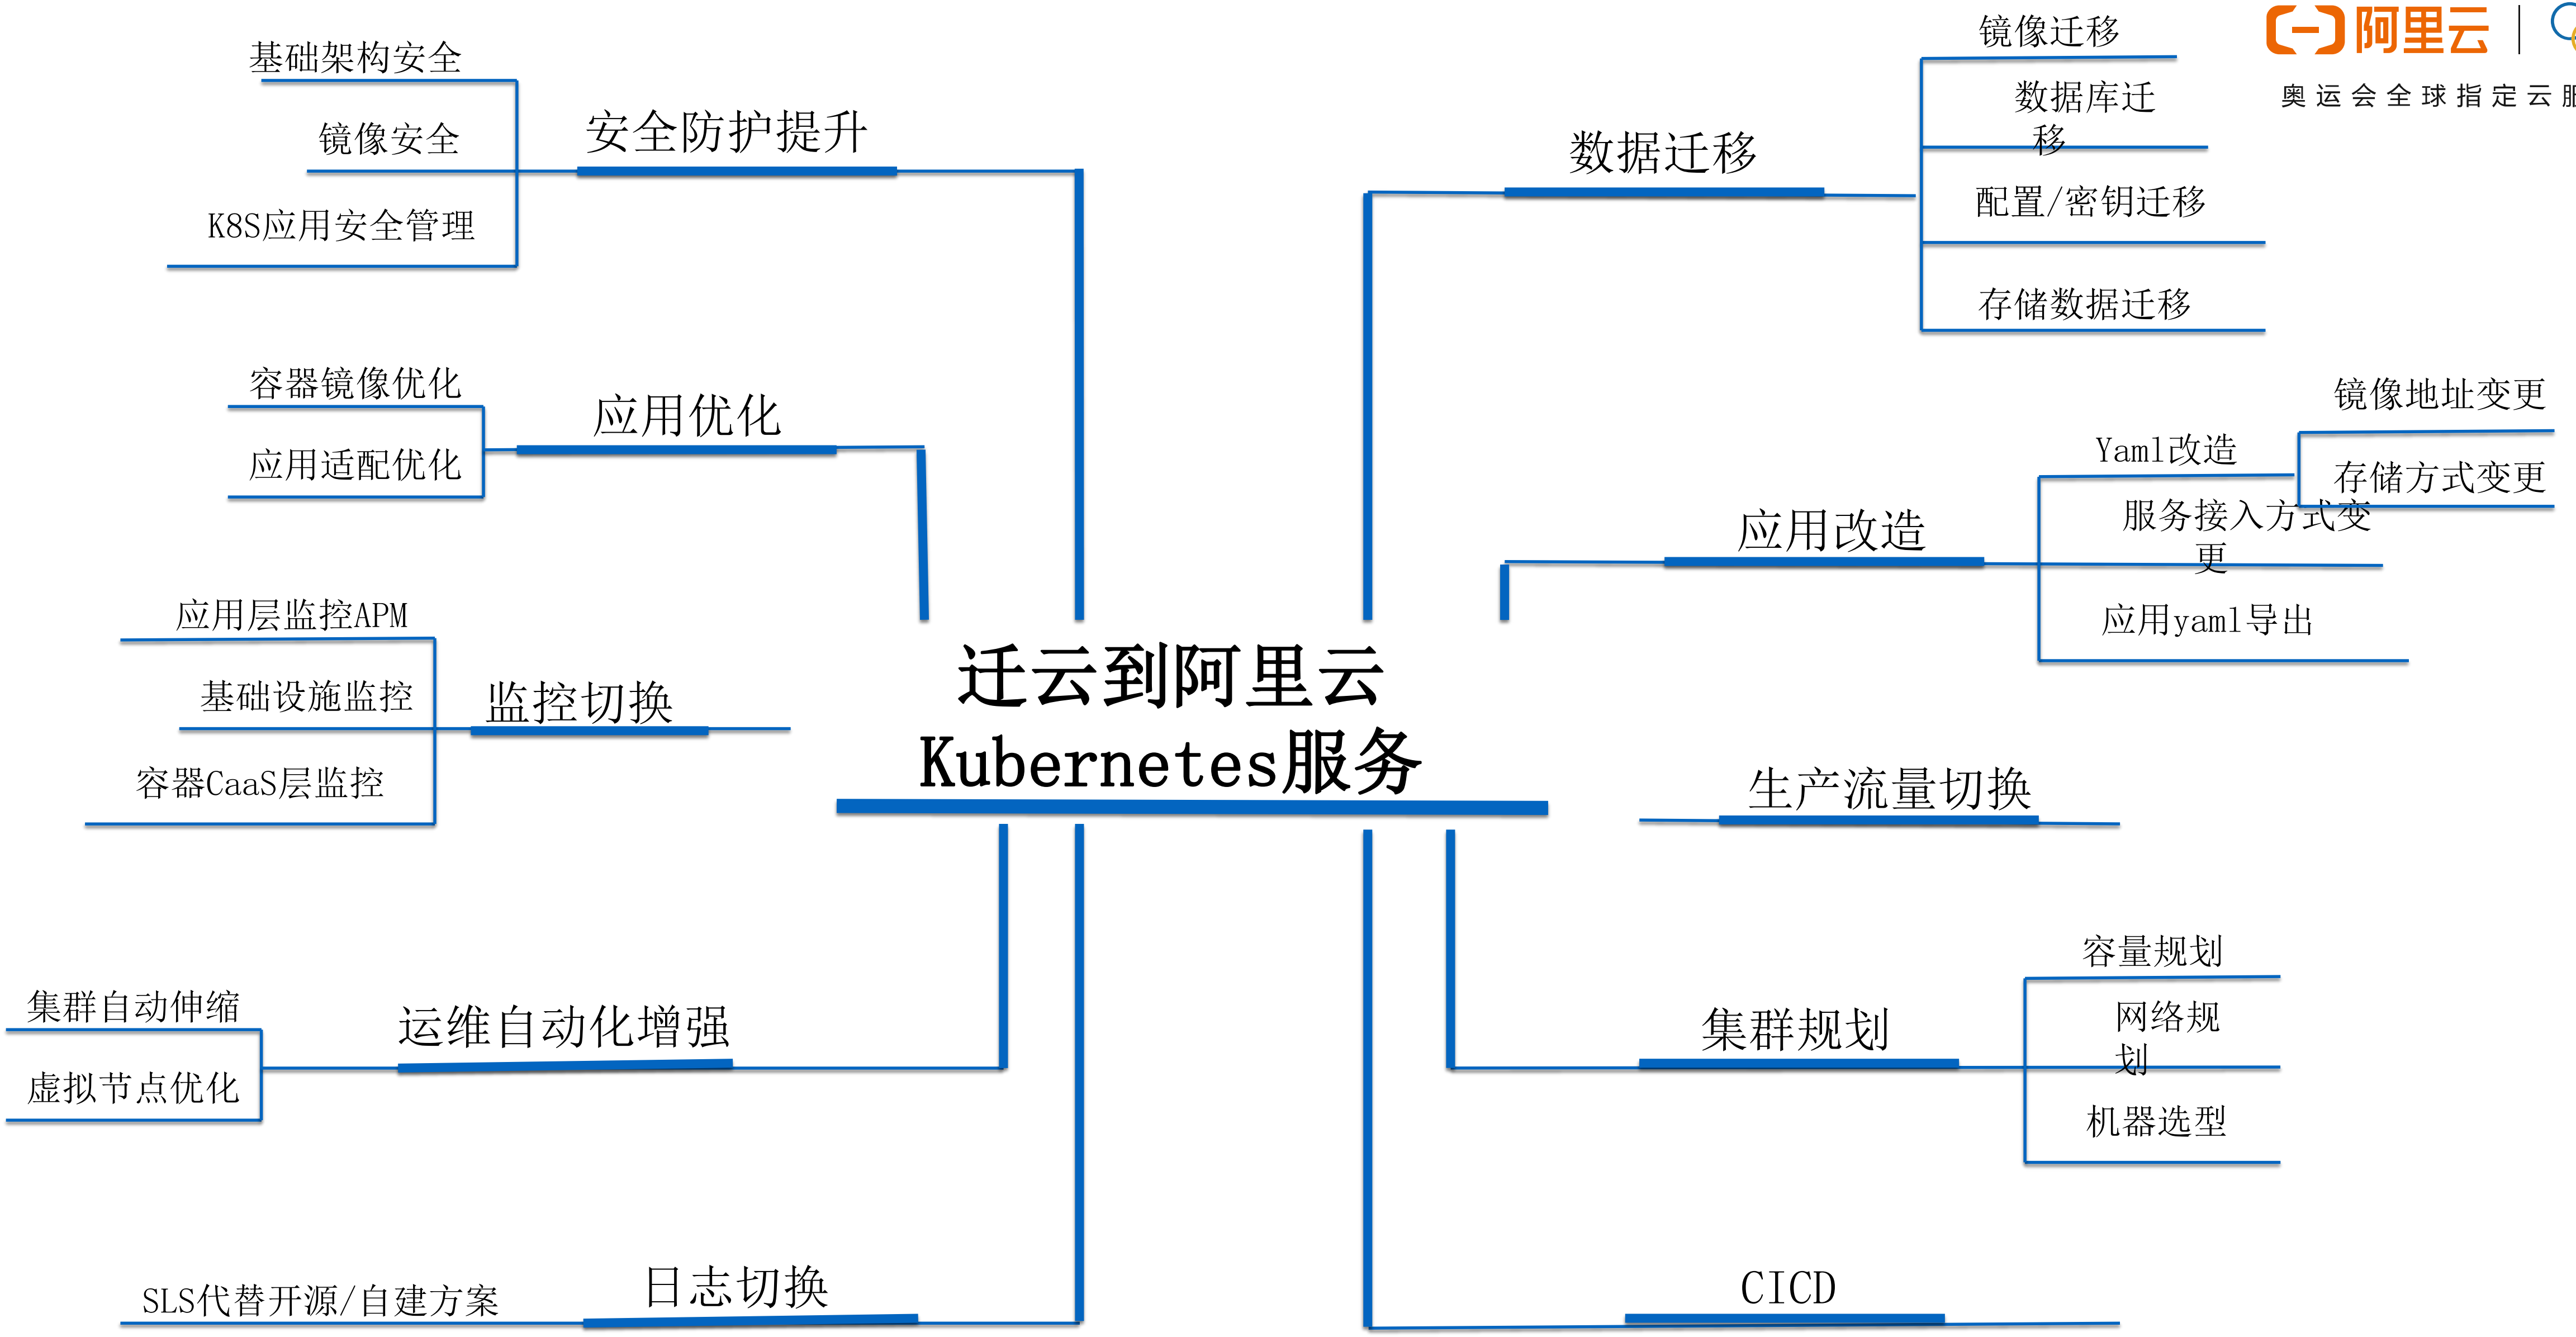 阿里云
奥运会全球指定云服
迁云到阿里云
Kubernetes服务
安全防护提升
基础架构安全
镜像安全
K8S应用安全管理
应用优化
容器镜像优化
应用适配优化
监控切换
应用层监控APM
基础设施监控
容器CaaS层监控
运维自动化增强
集群自动伸缩
虚拟节点优化
日志切换
SLS代替开源/自建方案
数据迁移
镜像迁移
数据库迁
移
配置/密钥迁移
存储数据迁移
应用改造
Yaml改造
镜像地址变更
存储方式变更
服务接入方式变
更
应用yaml导出
生产流量切换
集群规划
容量规划
网络规
划
机器选型
CICD